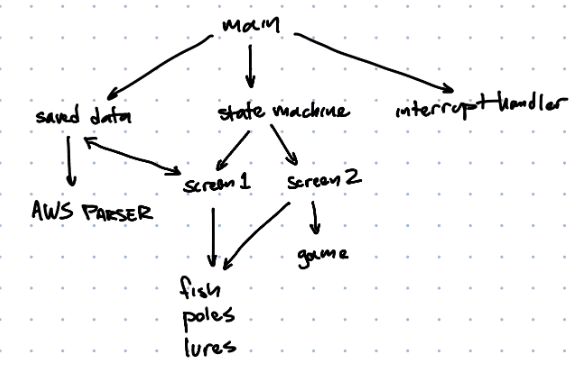 main
saved data
state machine
interrupt handler
screen 1
screen 2
AWS PARSER
game
fish
poles
lures